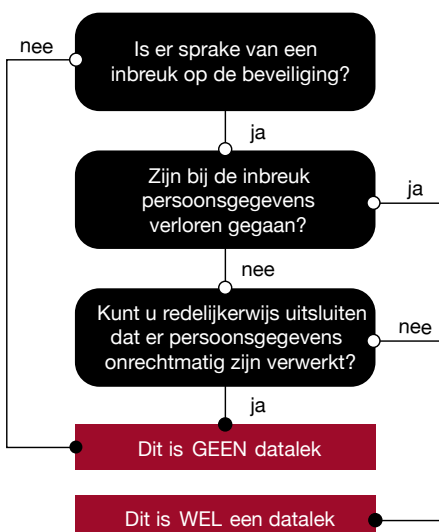 nee
Is er sprake van een
inbreuk op de beveiliging?
ja
Zijn bij de inbreuk
persoonsgegevens
verloren gegaan?
ja
nee
Kunt u redelijkerwijs uitsluiten
dat er persoonsgegevens
onrechtmatig zijn verwerkt?
nee
ja
Dit is GEEN datalek
Dit is WEL een datalek